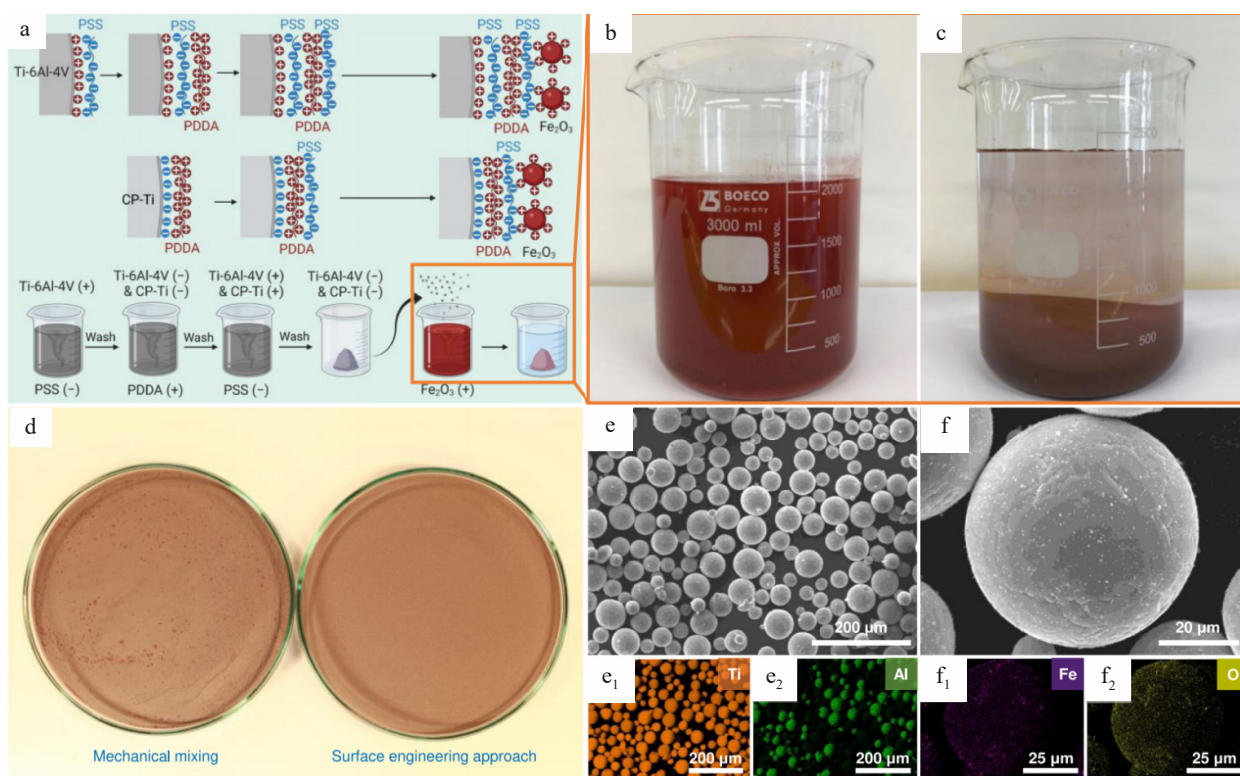 a
PSS
PSS
PSS PSS
PSS PSS
Ti-6Al-4V
PDDA
PDDA
PDDA
Fe₂O₃
PSS
PSS
CP-Ti
PDDA
PDDA
PDDA
Fe₂O₃
Ti-6Al-4V (+)
Ti-6Al-4V (−)
& CP-Ti (−)
Ti-6Al-4V (+)
& CP-Ti (+)
Ti-6Al-4V (−)
& CP-Ti (−)
Wash
Wash
Wash
PSS (−)
PDDA (+)
PSS (−)
Fe₂O₃ (+)
b
2500
2000
BOECO
Germany
3000 ml
APPROX. VOL.
1500
Boro 3.3
1000
500
c
2500
1000
500
d
Mechanical mixing
Surface engineering approach
e
200 μm
f
20 μm
e₁
Ti
200 μm
e₂
Al
200 μm
f₁
Fe
25 μm
f₂
O
25 μm